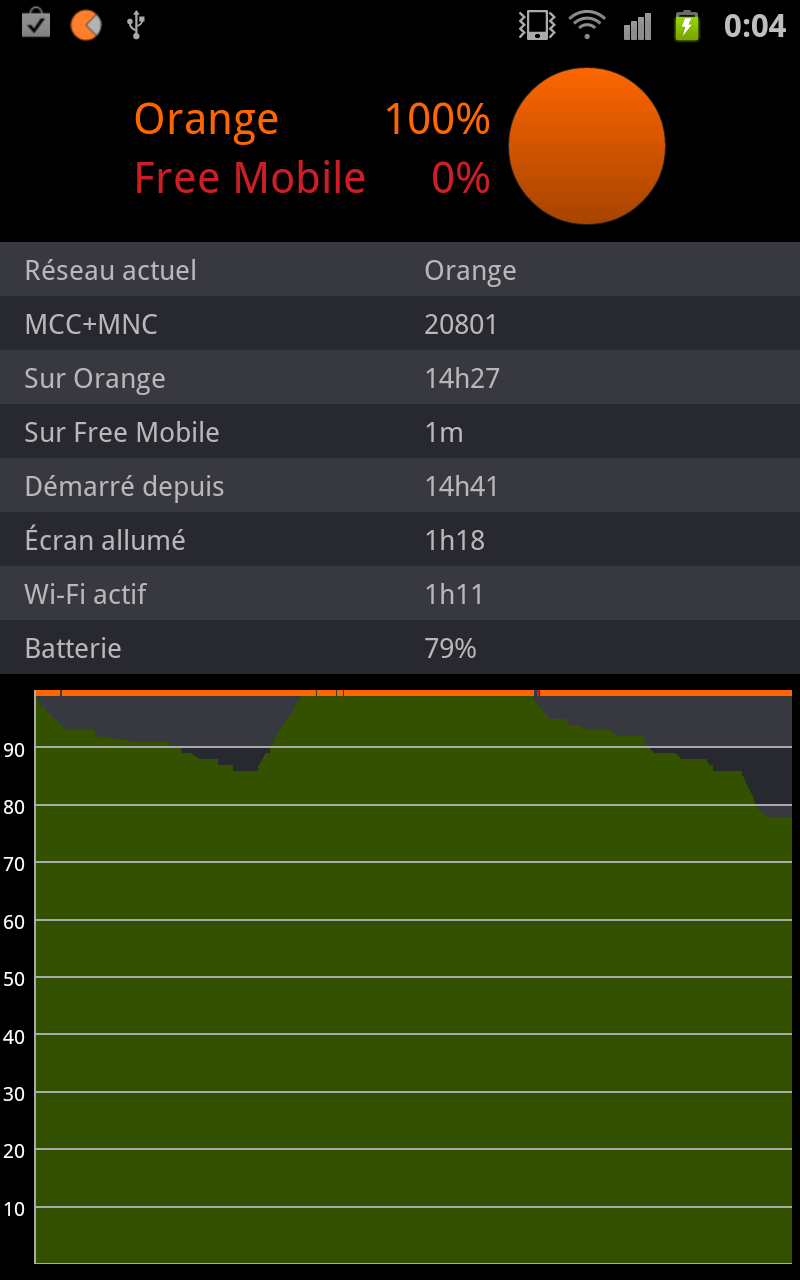 0:04
Orange 100%
Free Mobile 0%
Réseau actuel Orange
MCC+MNC 20801
Sur Orange 14h27
Sur Free Mobile 1m
Démarré depuis 14h41
Écran allumé 1h18
Wi-Fi actif 1h11
Batterie 79%
90
80
70
60
50
40
30
20
10